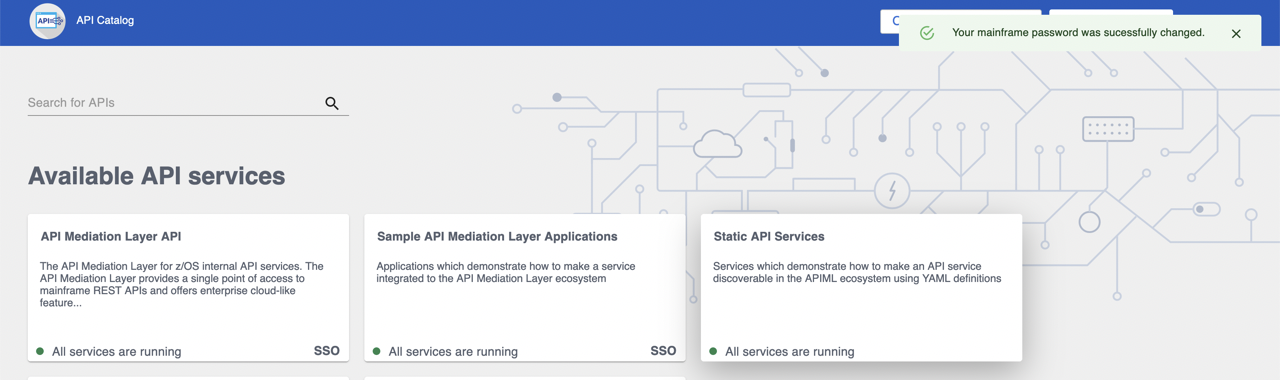 API
API Catalog
Your mainframe password was sucessfully changed.
Search for APIs
Available API services
API Mediation Layer API
The API Mediation Layer for z/OS internal API services. The
API Mediation Layer provides a single point of access to
mainframe REST APIs and offers enterprise cloud-like
feature...
All services are running
SSO
Sample API Mediation Layer Applications
Applications which demonstrate how to make a service
integrated to the API Mediation Layer ecosystem
All services are running
SSO
Static API Services
Services which demonstrate how to make an API service
discoverable in the APIML ecosystem using YAML definitions
All services are running